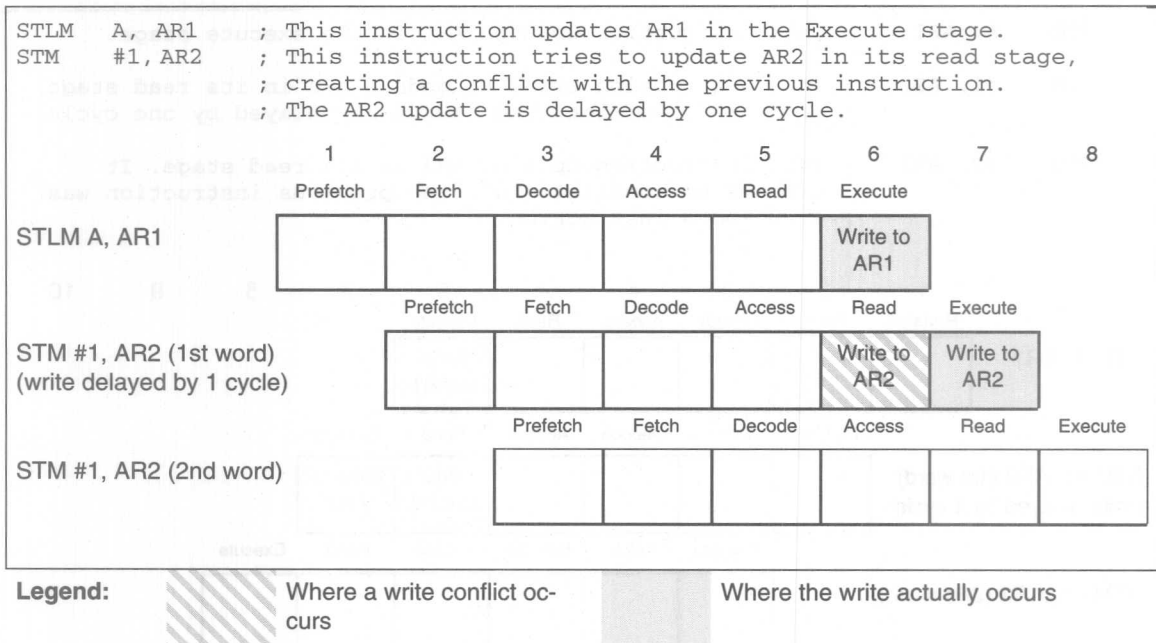 STLM A, AR1 ; This instruction updates AR1 in the Execute stage.
STM #1, AR2 ; This instruction tries to update AR2 in its read stage,
; creating a conflict with the previous instruction.
; The AR2 update is delayed by one cycle.
1 2 3 4 5 6 7 8
Prefetch Fetch Decode Access Read Execute
STLM A, AR1
Write to
AR1
Prefetch Fetch Decode Access Read Execute
STM #1, AR2 (1st word)
(write delayed by 1 cycle)
Write to
AR2
Write to
AR2
Prefetch Fetch Decode Access Read Execute
STM #1, AR2 (2nd word)
Legend:
Where a write conflict oc-
curs
Where the write actually occurs